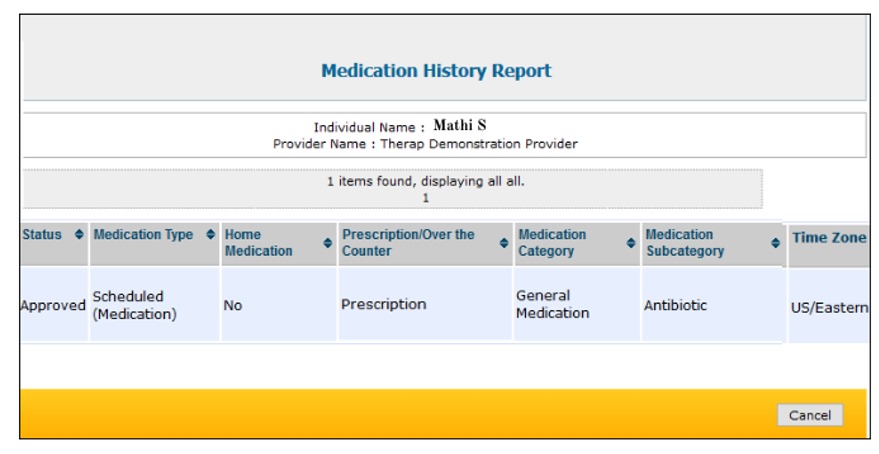 Medication History Report
Individual Name : Mathi S
Provider Name : Therap Demonstration Provider
1 items found, displaying all all.
1
Status Medication Type Home Medication Prescription/Over the Counter Medication Category Medication Subcategory Time Zone
Approved Scheduled (Medication) No Prescription General Medication Antibiotic US/Eastern
Cancel